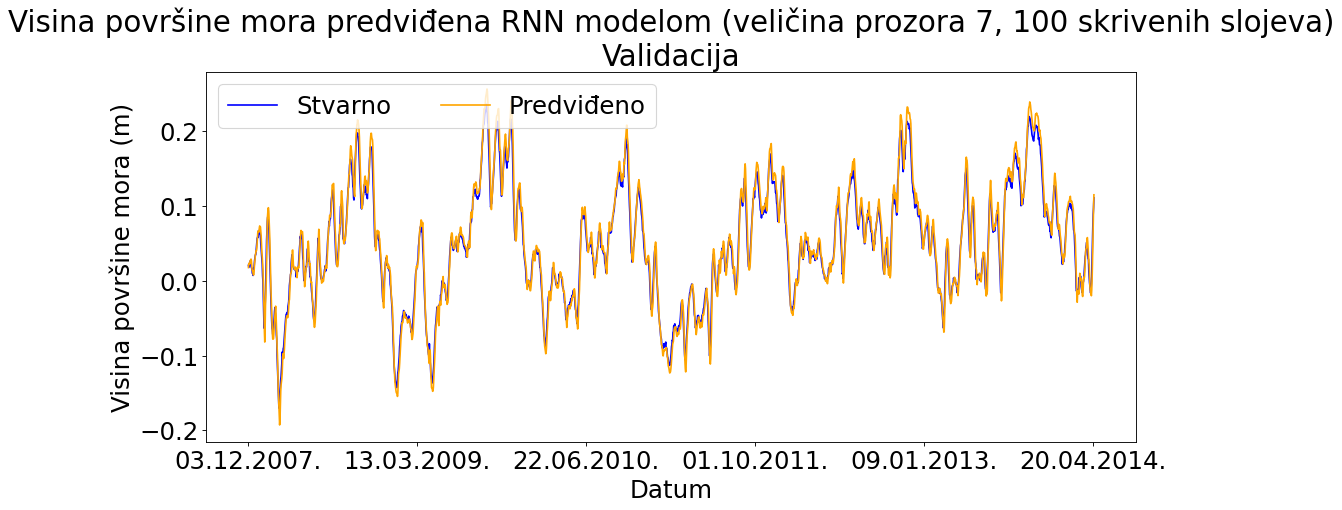 Visina površine mora predviđena RNN modelom (veličina prozora 7, 100 skrivenih slojeva)
Validacija
Stvarno Predviđeno
Visina površine mora (m)
0.2
0.1
0.0
−0.1
−0.2
03.12.2007. 13.03.2009. 22.06.2010. 01.10.2011. 09.01.2013. 20.04.2014.
Datum